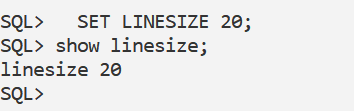 SQL>   SET LINESIZE 20;
SQL> show linesize;
linesize 20
SQL>